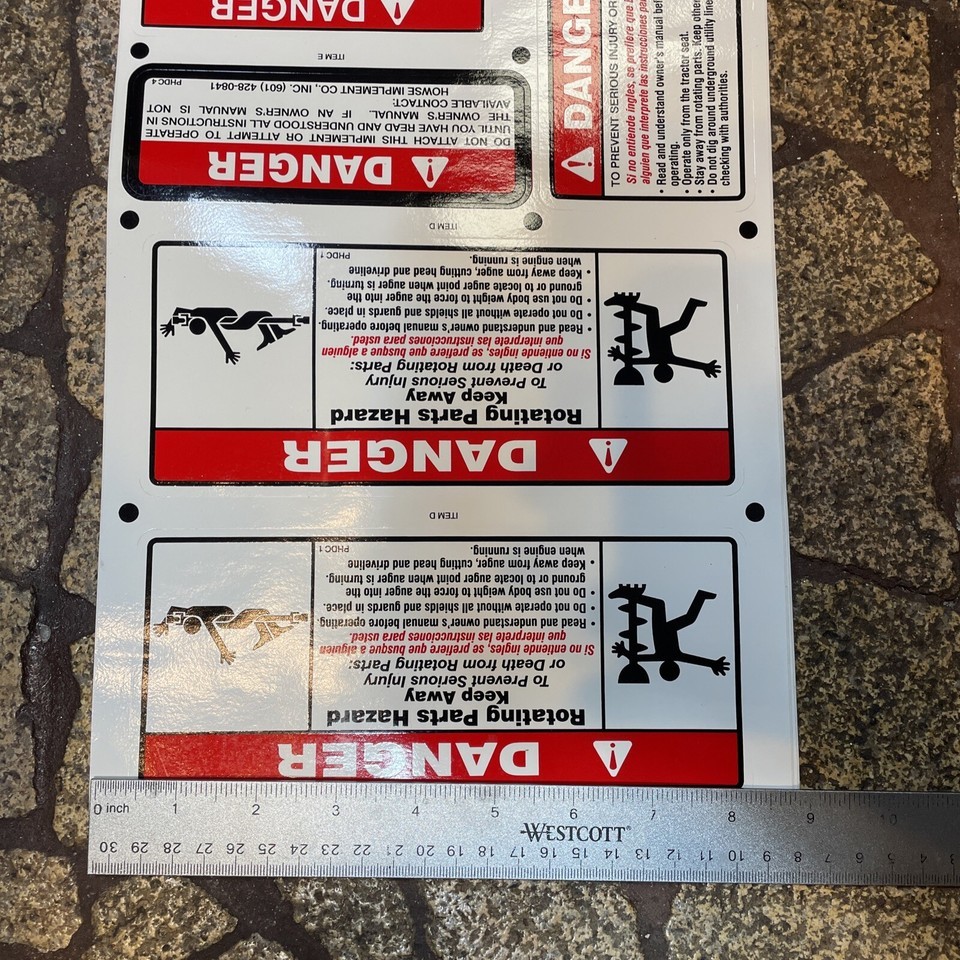 DANGER
ITEM E
DANGER
DO NOT ATTACH THIS IMPLEMENT OR ATTEMPT TO OPERATE
UNTIL YOU HAVE READ AND UNDERSTOOD ALL INSTRUCTIONS IN
THE OWNER'S MANUAL. IF AN OWNER'S MANUAL IS NOT
AVAILABLE CONTACT:
HOWSE IMPLEMENT CO., INC. (601) 428-0841
PHDC 4
DANGE
TO PREVENT SERIOUS INJURY OR
Si no entiende ingles, se prefiere que
alguien que interprete las instrucciones pa
• Read and understand owner's manual bef
operating.
• Operate only from the tractor seat.
• Stay away from rotating parts. Keep other
• Do not dig around underground utility line
checking with authorities.
ITEM D
DANGER
Rotating Parts Hazard
Keep Away
To Prevent Serious Injury
or Death from Rotating Parts:
Si no entiende ingles, se prefiere que busque a alguien
que interprete las instrucciones para usted.
• Read and understand owner's manual before operating.
• Do not operate without all shields and guards in place.
• Do not use body weight to force the auger into the
ground or to locate auger point when auger is turning.
• Keep away from auger, cutting head and driveline
when engine is running.
PHDC 1
ITEM D
DANGER
Rotating Parts Hazard
Keep Away
To Prevent Serious Injury
or Death from Rotating Parts:
Si no entiende ingles, se prefiere que busque a alguien
que interprete las instrucciones para usted.
• Read and understand owner's manual before operating.
• Do not operate without all shields and guards in place.
• Do not use body weight to force the auger into the
ground or to locate auger point when auger is turning.
• Keep away from auger, cutting head and driveline
when engine is running.
PHDC 1
0 inch 1 2 3 4 5 6 7 8 9 10
WESTCOTT®
30 29 28 27 26 25 24 23 22 21 20 19 18 17 16 15 14 13 12 11 10 9 8 7 6 5 4 3